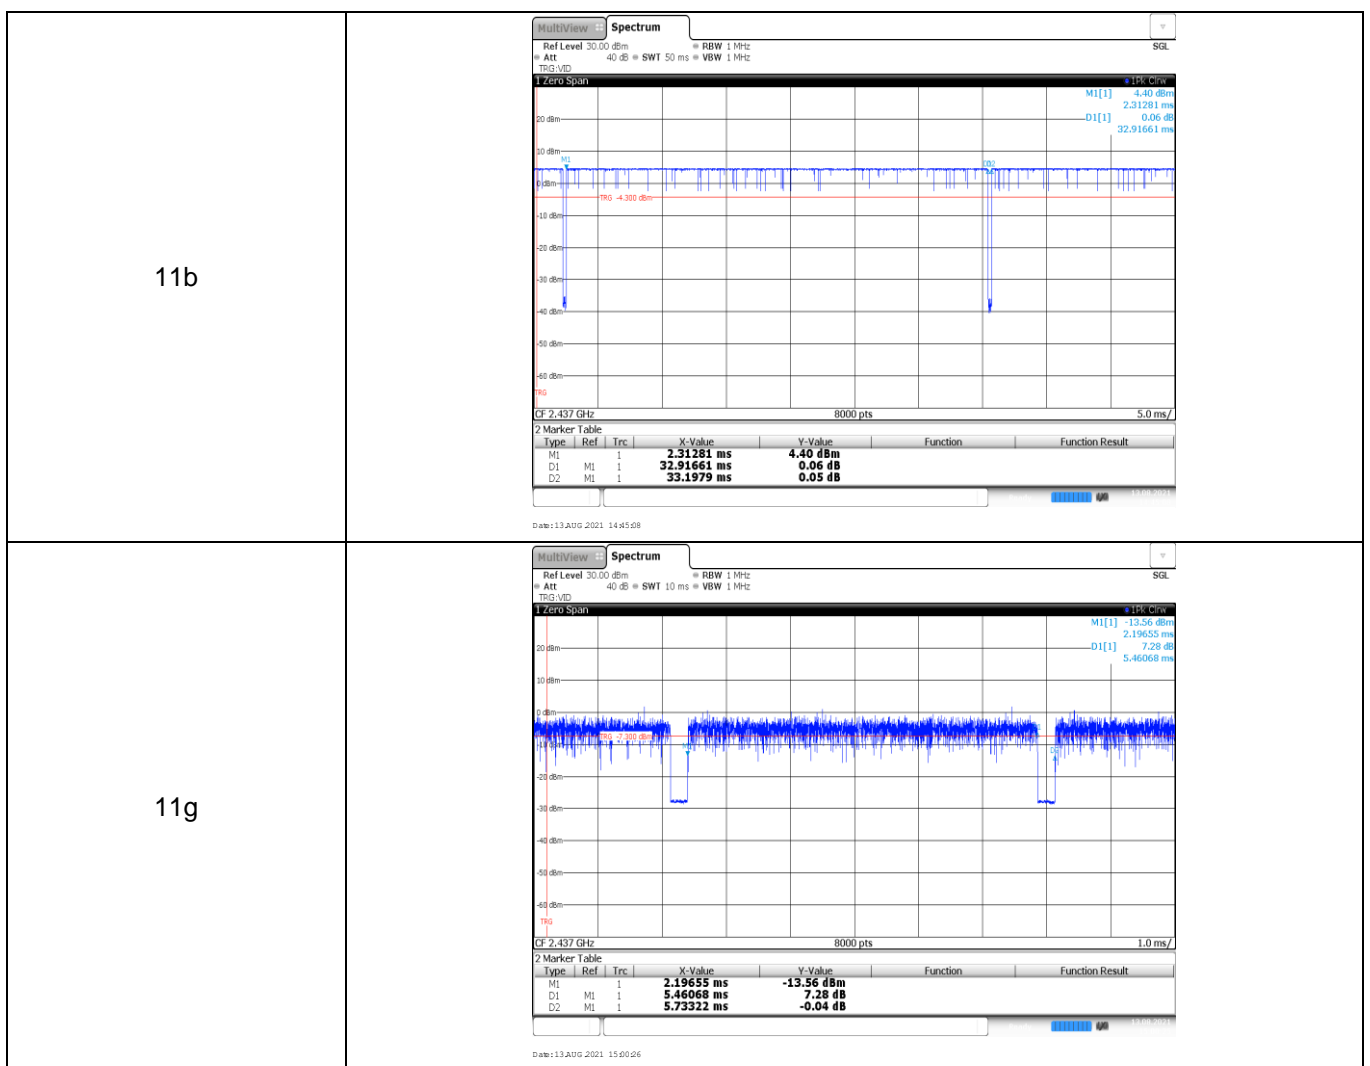 11b
MultiView Spectrum
Ref Level 30.00 dBm RBW 1 MHz SGL
Att 40 dB SWT 50 ms VBW 1 MHz
TRG:VID
1 Zero Span 1Pk Clrw
M1[1] 4.40 dBm
2.31281 ms
D1[1] 0.06 dB
32.91661 ms
20 dBm
10 dBm
M1
0 dBm
TRG -4.300 dBm
-10 dBm
-20 dBm
-30 dBm
-40 dBm
-50 dBm
-60 dBm
TRG
CF 2.437 GHz 8000 pts 5.0 ms/
2 Marker Table
Type Ref Trc X-Value Y-Value Function Function Result
M1 1 2.31281 ms 4.40 dBm
D1 M1 1 32.91661 ms 0.06 dB
D2 M1 1 33.1979 ms 0.05 dB
13.08.2021
Date:13.AUG.2021 14:45:08
11g
MultiView Spectrum
Ref Level 30.00 dBm RBW 1 MHz SGL
Att 40 dB SWT 10 ms VBW 1 MHz
TRG:VID
1 Zero Span 1Pk Clrw
M1[1] -13.56 dBm
2.19655 ms
D1[1] 7.28 dB
5.46068 ms
20 dBm
10 dBm
0 dBm
TRG -7.300 dBm
-10 dBm
-20 dBm
-30 dBm
-40 dBm
-50 dBm
-60 dBm
TRG
CF 2.437 GHz 8000 pts 1.0 ms/
2 Marker Table
Type Ref Trc X-Value Y-Value Function Function Result
M1 1 2.19655 ms -13.56 dBm
D1 M1 1 5.46068 ms 7.28 dB
D2 M1 1 5.73322 ms -0.04 dB
13.08.2021
Date:13.AUG.2021 15:00:26